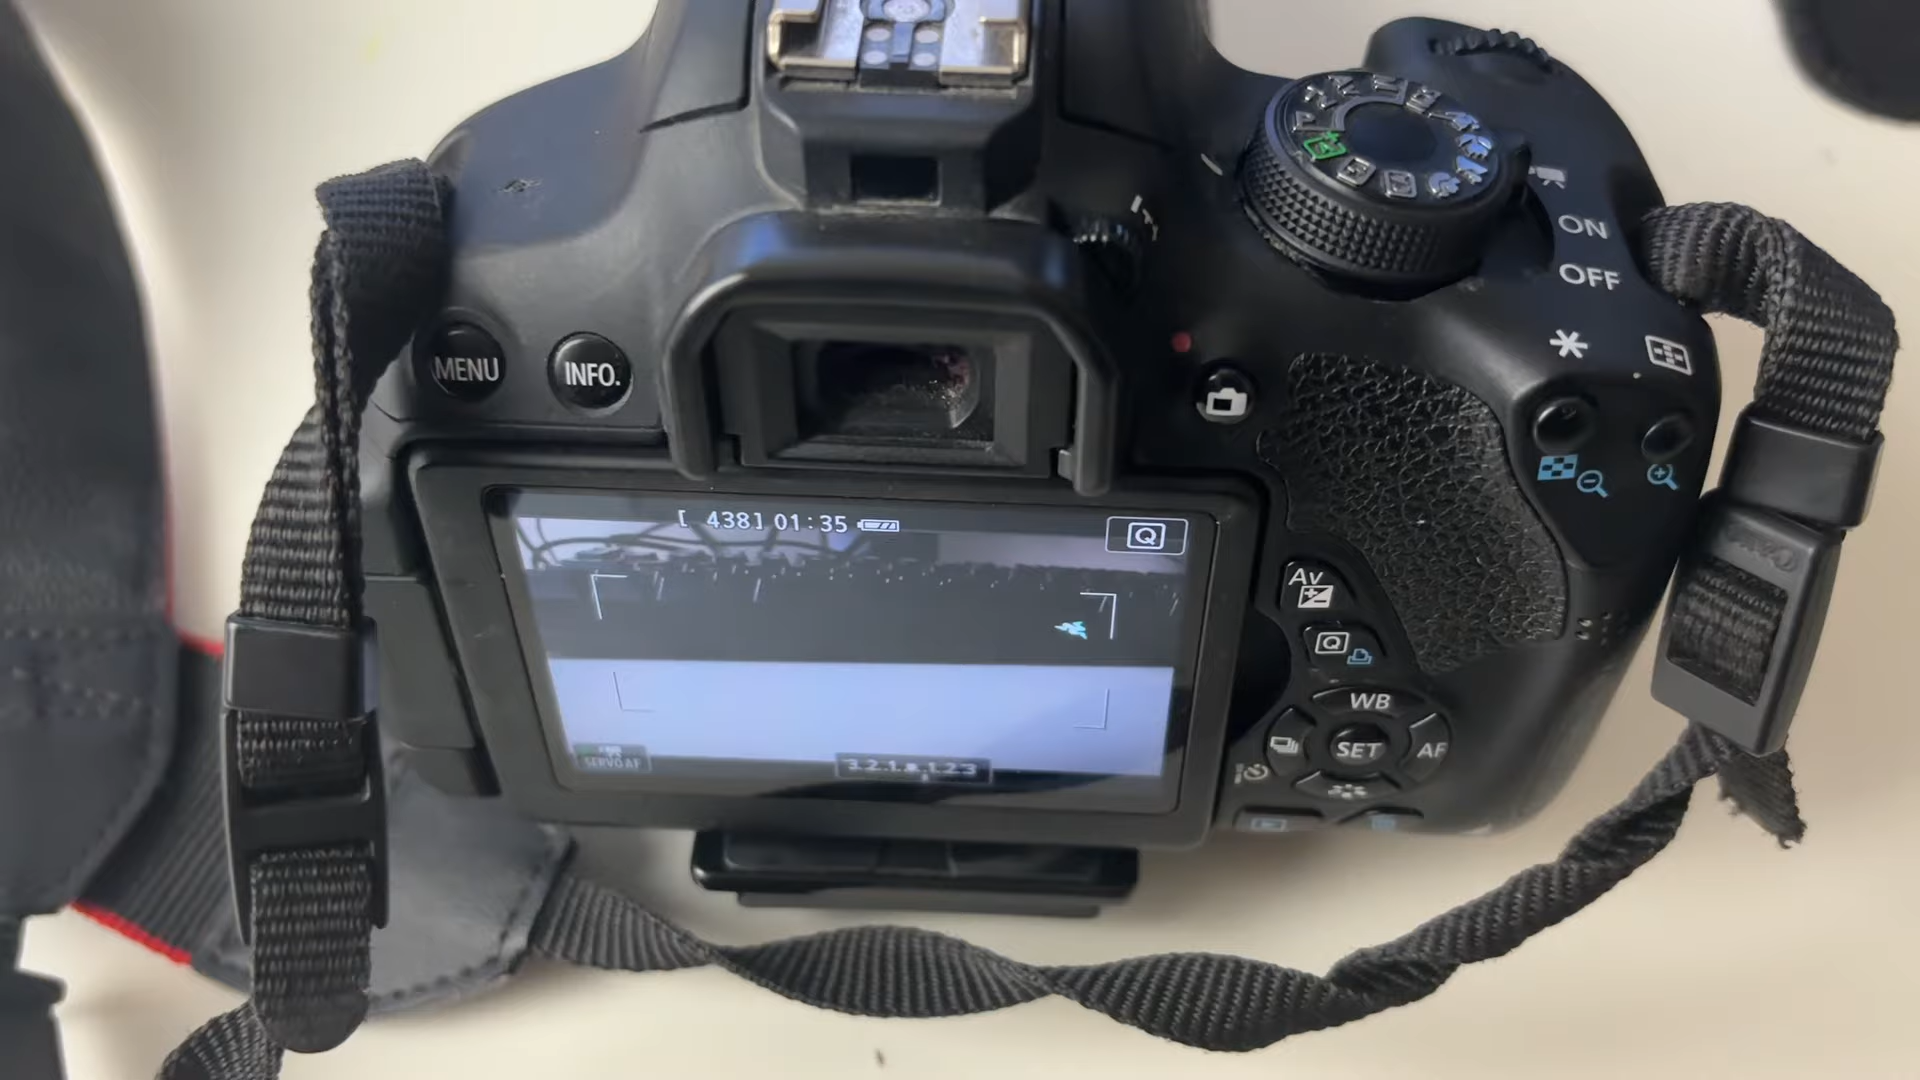 ON
OFF
MENU
INFO.
[ 438] 01:35
Q
Av
Q
WB
SET
AF
SERVO AF
3..2..1..0..1..2..3